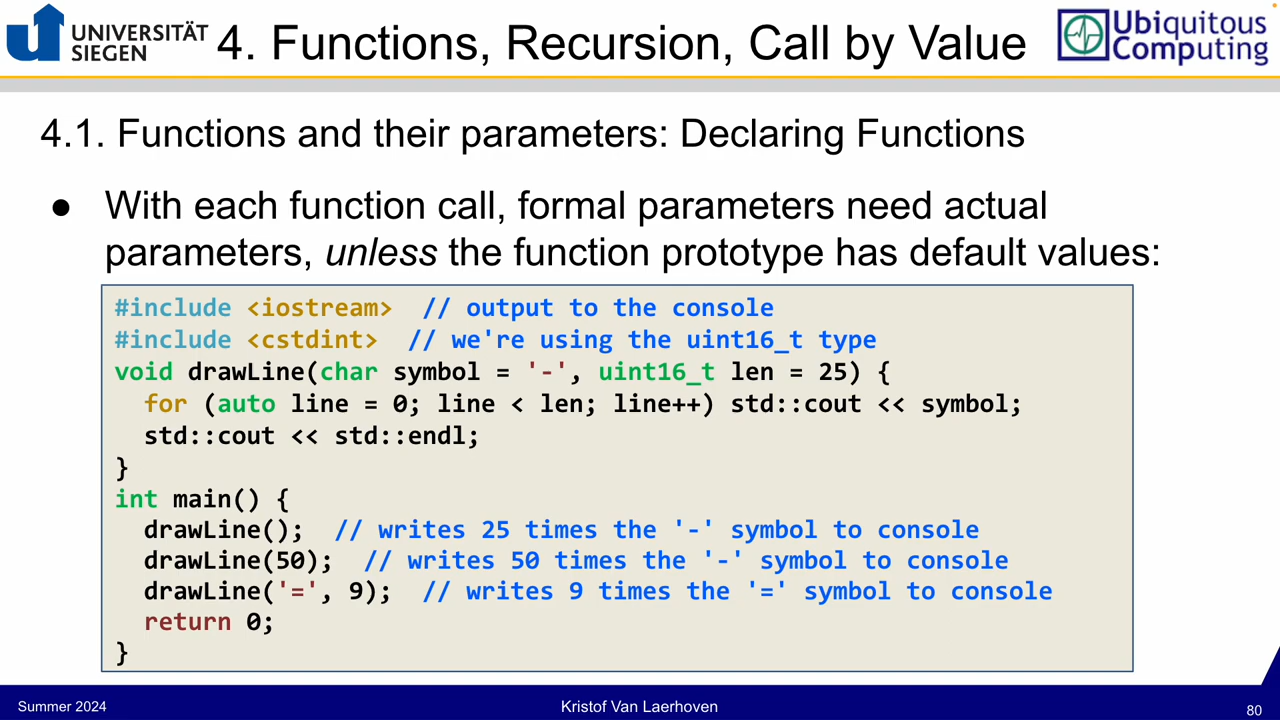 UNIVERSITÄT
SIEGEN
4. Functions, Recursion, Call by Value
Ubiquitous
Computing
4.1. Functions and their parameters: Declaring Functions
● With each function call, formal parameters need actual
parameters, unless the function prototype has default values:
#include <iostream>  // output to the console
#include <cstdint>  // we're using the uint16_t type
void drawLine(char symbol = '-', uint16_t len = 25) {
  for (auto line = 0; line < len; line++) std::cout << symbol;
  std::cout << std::endl;
}
int main() {
  drawLine();  // writes 25 times the '-' symbol to console
  drawLine(50);  // writes 50 times the '-' symbol to console
  drawLine('=', 9);  // writes 9 times the '=' symbol to console
  return 0;
}
Summer 2024
Kristof Van Laerhoven
80